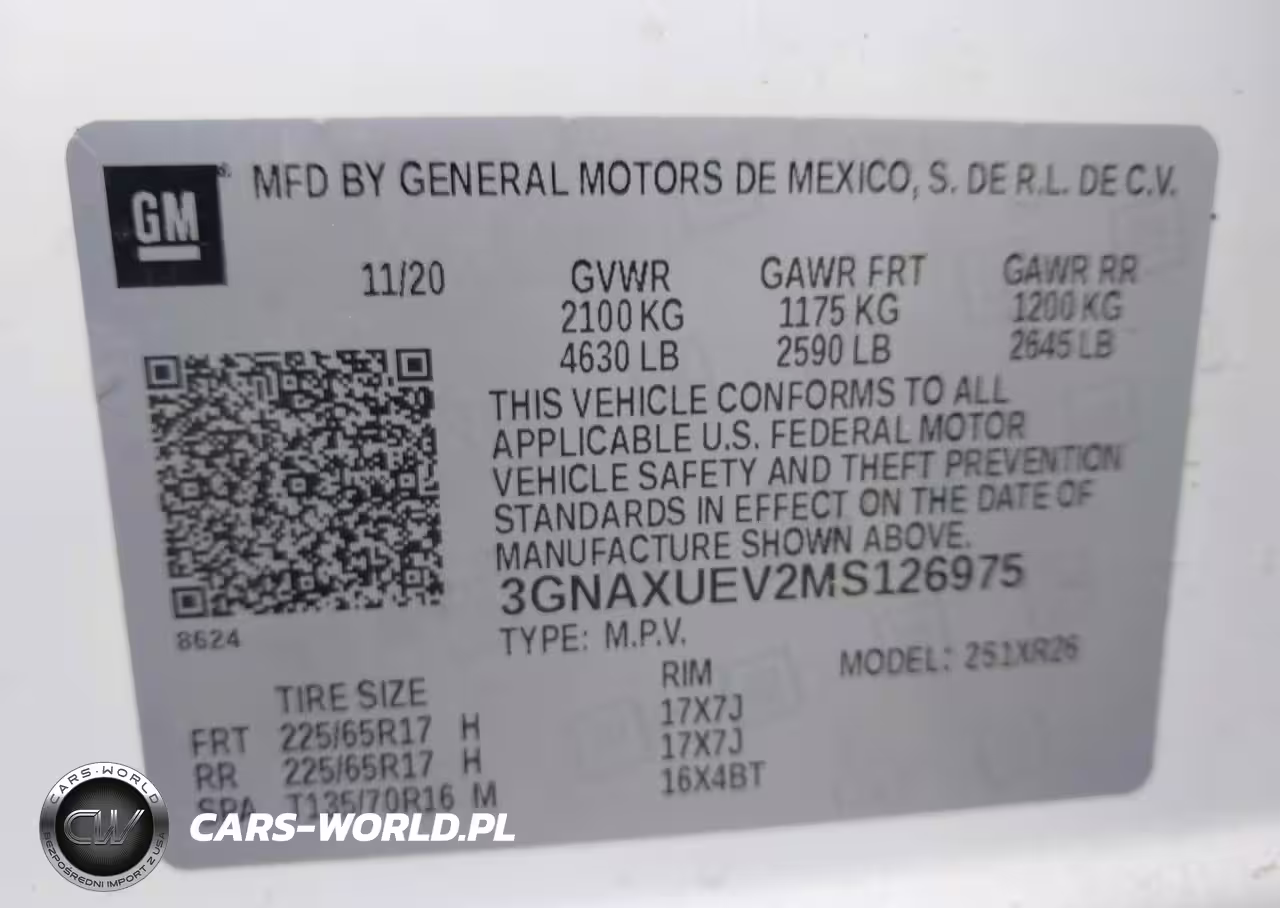 GM
MFD BY GENERAL MOTORS DE MEXICO, S. DE R.L. DE C.V.
11/20 GVWR GAWR FRT GAWR RR
2100 KG 1175 KG 1200 KG
4630 LB 2590 LB 2645 LB
THIS VEHICLE CONFORMS TO ALL
APPLICABLE U.S. FEDERAL MOTOR
VEHICLE SAFETY AND THEFT PREVENTION
STANDARDS IN EFFECT ON THE DATE OF
MANUFACTURE SHOWN ABOVE.
3GNAXUEV2MS126975
8624
TYPE: M.P.V. MODEL: 251XR26
TIRE SIZE RIM
FRT 225/65R17 H 17X7J
RR 225/65R17 H 17X7J
SPA T135/70R16 M 16X4BT
CARS-WORLD
CW
BEZPOŚREDNI IMPORT Z USA
CARS-WORLD.PL